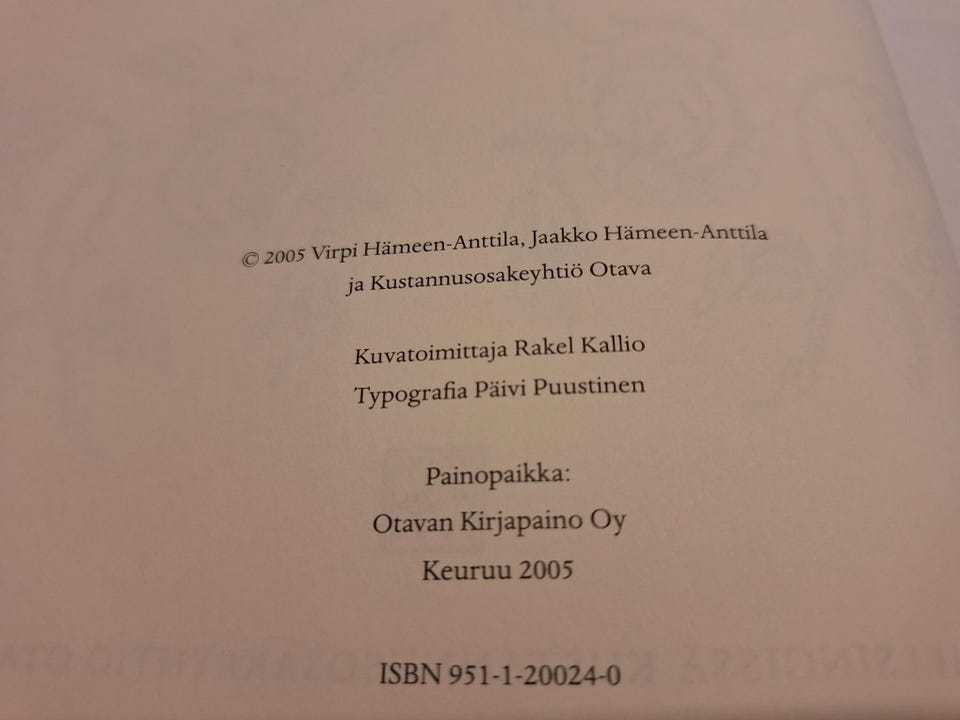 © 2005 Virpi Hämeen-Anttila, Jaakko Hämeen-Anttila
ja Kustannusosakeyhtiö Otava
Kuvatoimittaja Rakel Kallio
Typografia Päivi Puustinen
Painopaikka:
Otavan Kirjapaino Oy
Keuruu 2005
ISBN 951-1-20024-0